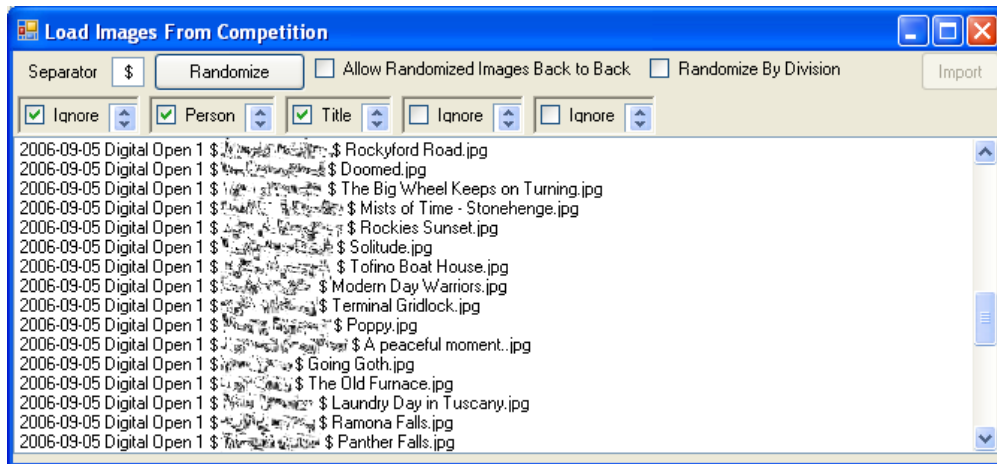 Load Images From Competition
Separator $ Randomize Allow Randomized Images Back to Back Randomize By Division Import
Ignore Person Title Ignore Ignore
2006-09-05 Digital Open 1 $ $ Rockyford Road.jpg
2006-09-05 Digital Open 1 $ $ Doomed.jpg
2006-09-05 Digital Open 1 $ $ The Big Wheel Keeps on Turning.jpg
2006-09-05 Digital Open 1 $ $ Mists of Time - Stonehenge.jpg
2006-09-05 Digital Open 1 $ $ Rockies Sunset.jpg
2006-09-05 Digital Open 1 $ $ Solitude.jpg
2006-09-05 Digital Open 1 $ $ Tofino Boat House.jpg
2006-09-05 Digital Open 1 $ $ Modern Day Warriors.jpg
2006-09-05 Digital Open 1 $ $ Terminal Gridlock.jpg
2006-09-05 Digital Open 1 $ $ Poppy.jpg
2006-09-05 Digital Open 1 $ $ A peaceful moment..jpg
2006-09-05 Digital Open 1 $ $ Going Goth.jpg
2006-09-05 Digital Open 1 $ $ The Old Furnace.jpg
2006-09-05 Digital Open 1 $ $ Laundry Day in Tuscany.jpg
2006-09-05 Digital Open 1 $ $ Ramona Falls.jpg
2006-09-05 Digital Open 1 $ $ Panther Falls.jpg